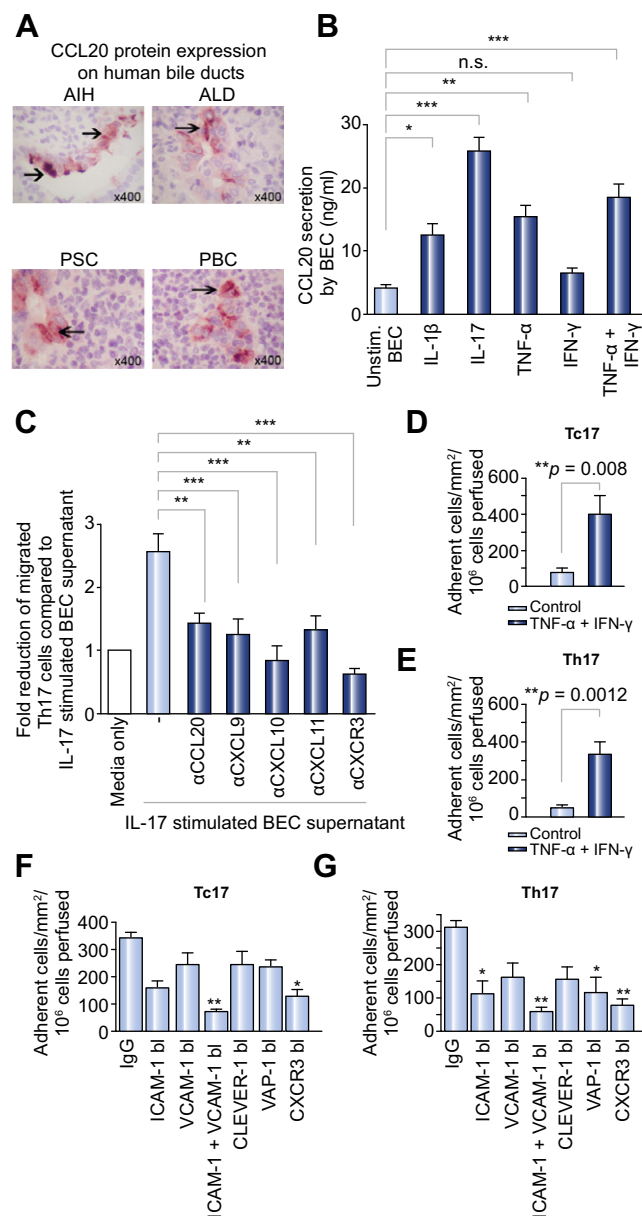 A
CCL20 protein expression
on human bile ducts
AIH
ALD
x400
x400
PSC
PBC
x400
x400
B
***
n.s.
**
***
*
CCL20 secretion
by BEC (ng/ml)
30
20
10
0
Unstim.
BEC
IL-1β
IL-17
TNF-α
IFN-γ
TNF-α +
IFN-γ
C
***
**
***
***
**
Fold reduction of migrated
Th17 cells compared to
IL-17 stimulated BEC supernatant
3
2
1
0
Media only
-
αCCL20
αCXCL9
αCXCL10
αCXCL11
αCXCR3
IL-17 stimulated BEC supernatant
D
Tc17
**p = 0.008
Adherent cells/mm²/
10⁶ cells perfused
600
400
200
0
Control
TNF-α + IFN-γ
E
Th17
**p = 0.0012
Adherent cells/mm²/
10⁶ cells perfused
600
400
200
0
Control
TNF-α + IFN-γ
F
Tc17
Adherent cells/mm²/
10⁶ cells perfused
400
300
200
100
0
**
*
IgG
ICAM-1 bl
VCAM-1 bl
ICAM-1 + VCAM-1 bl
CLEVER-1 bl
VAP-1 bl
CXCR3 bl
G
Th17
Adherent cells/mm²/
10⁶ cells perfused
300
200
100
0
*
**
*
**
IgG
ICAM-1 bl
VCAM-1 bl
ICAM-1 + VCAM-1 bl
CLEVER-1 bl
VAP-1 bl
CXCR3 bl